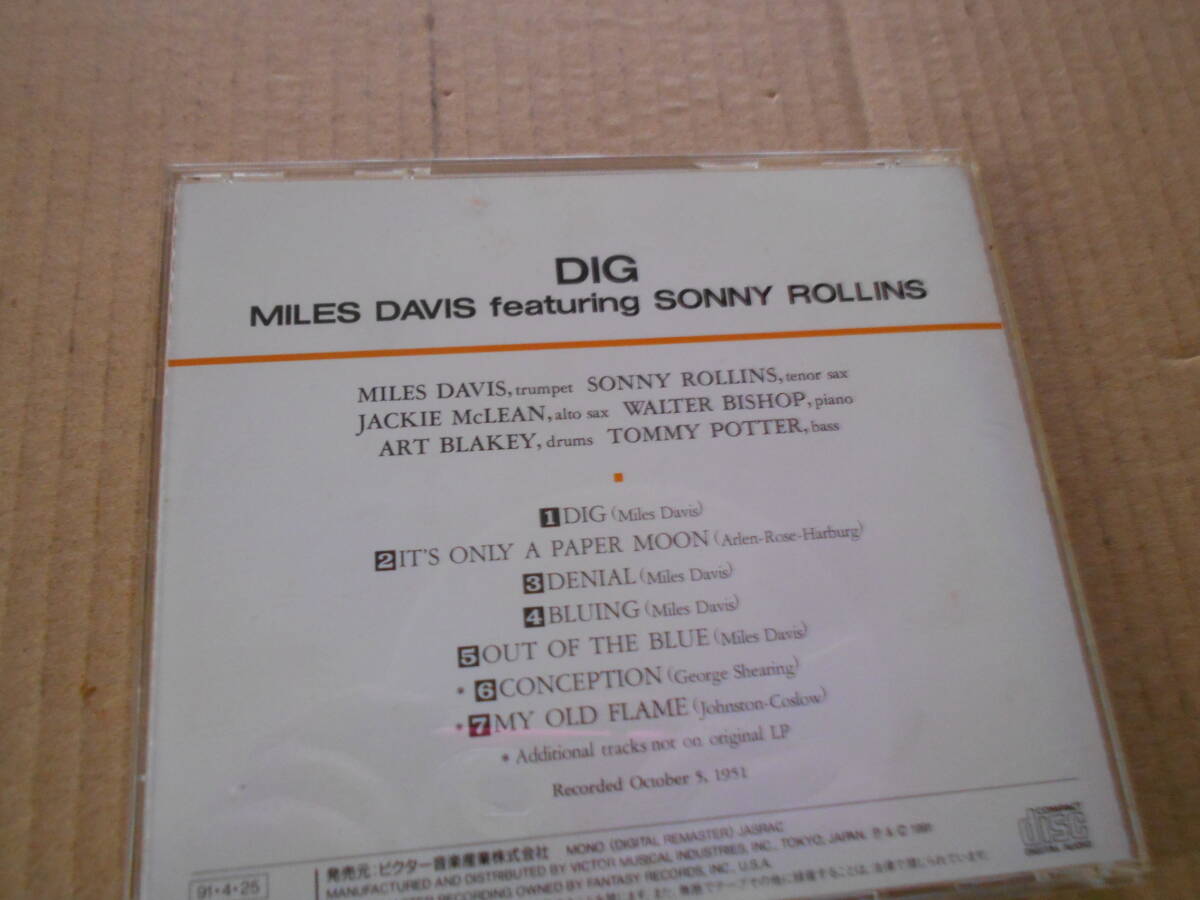 DIG
MILES DAVIS featuring SONNY ROLLINS
MILES DAVIS, trumpet SONNY ROLLINS, tenor sax
JACKIE McLEAN, alto sax WALTER BISHOP, piano
ART BLAKEY, drums TOMMY POTTER, bass
1 DIG (Miles Davis)
2 IT'S ONLY A PAPER MOON (Arlen-Rose-Harburg)
3 DENIAL (Miles Davis)
4 BLUING (Miles Davis)
5 OUT OF THE BLUE (Miles Davis)
* 6 CONCEPTION (George Shearing)
* 7 MY OLD FLAME (Johnston-Coslow)
* Additional tracks not on original LP
Recorded October 5, 1951
COMPACT
disc
DIGITAL AUDIO
91・4・25
発売元：ビクター音楽産業株式会社 MONO (DIGITAL REMASTER) JASRAC
MANUFACTURED AND DISTRIBUTED BY VICTOR MUSICAL INDUSTRIES, INC., TOKYO, JAPAN. ℗ & © 1991
RECORDING OWNED BY FANTASY RECORDS, INC., U.S.A.